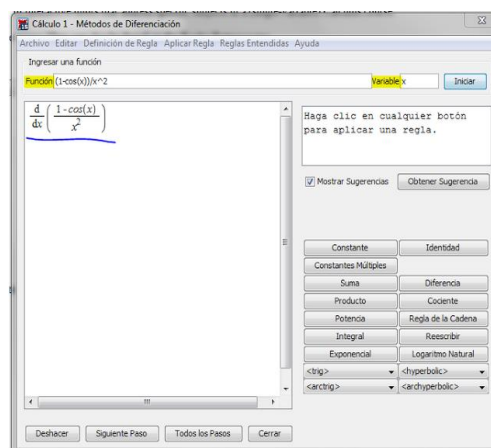 Cálculo 1 - Métodos de Diferenciación
Archivo Editar Definición de Regla Aplicar Regla Reglas Entendidas Ayuda
Ingresar una función
Función (1-cos(x))/x^2 Variable x Iniciar
d/dx ( 1 - cos(x) / x^2 )
Haga clic en cualquier botón
para aplicar una regla.
Mostrar Sugerencias Obtener Sugerencia
Constante Identidad
Constantes Múltiples
Suma Diferencia
Producto Cociente
Potencia Regla de la Cadena
Integral Reescribir
Exponencial Logaritmo Natural
<trig> <hyperbolic>
<arctrig> <archyperbolic>
Deshacer Siguiente Paso Todos los Pasos Cerrar